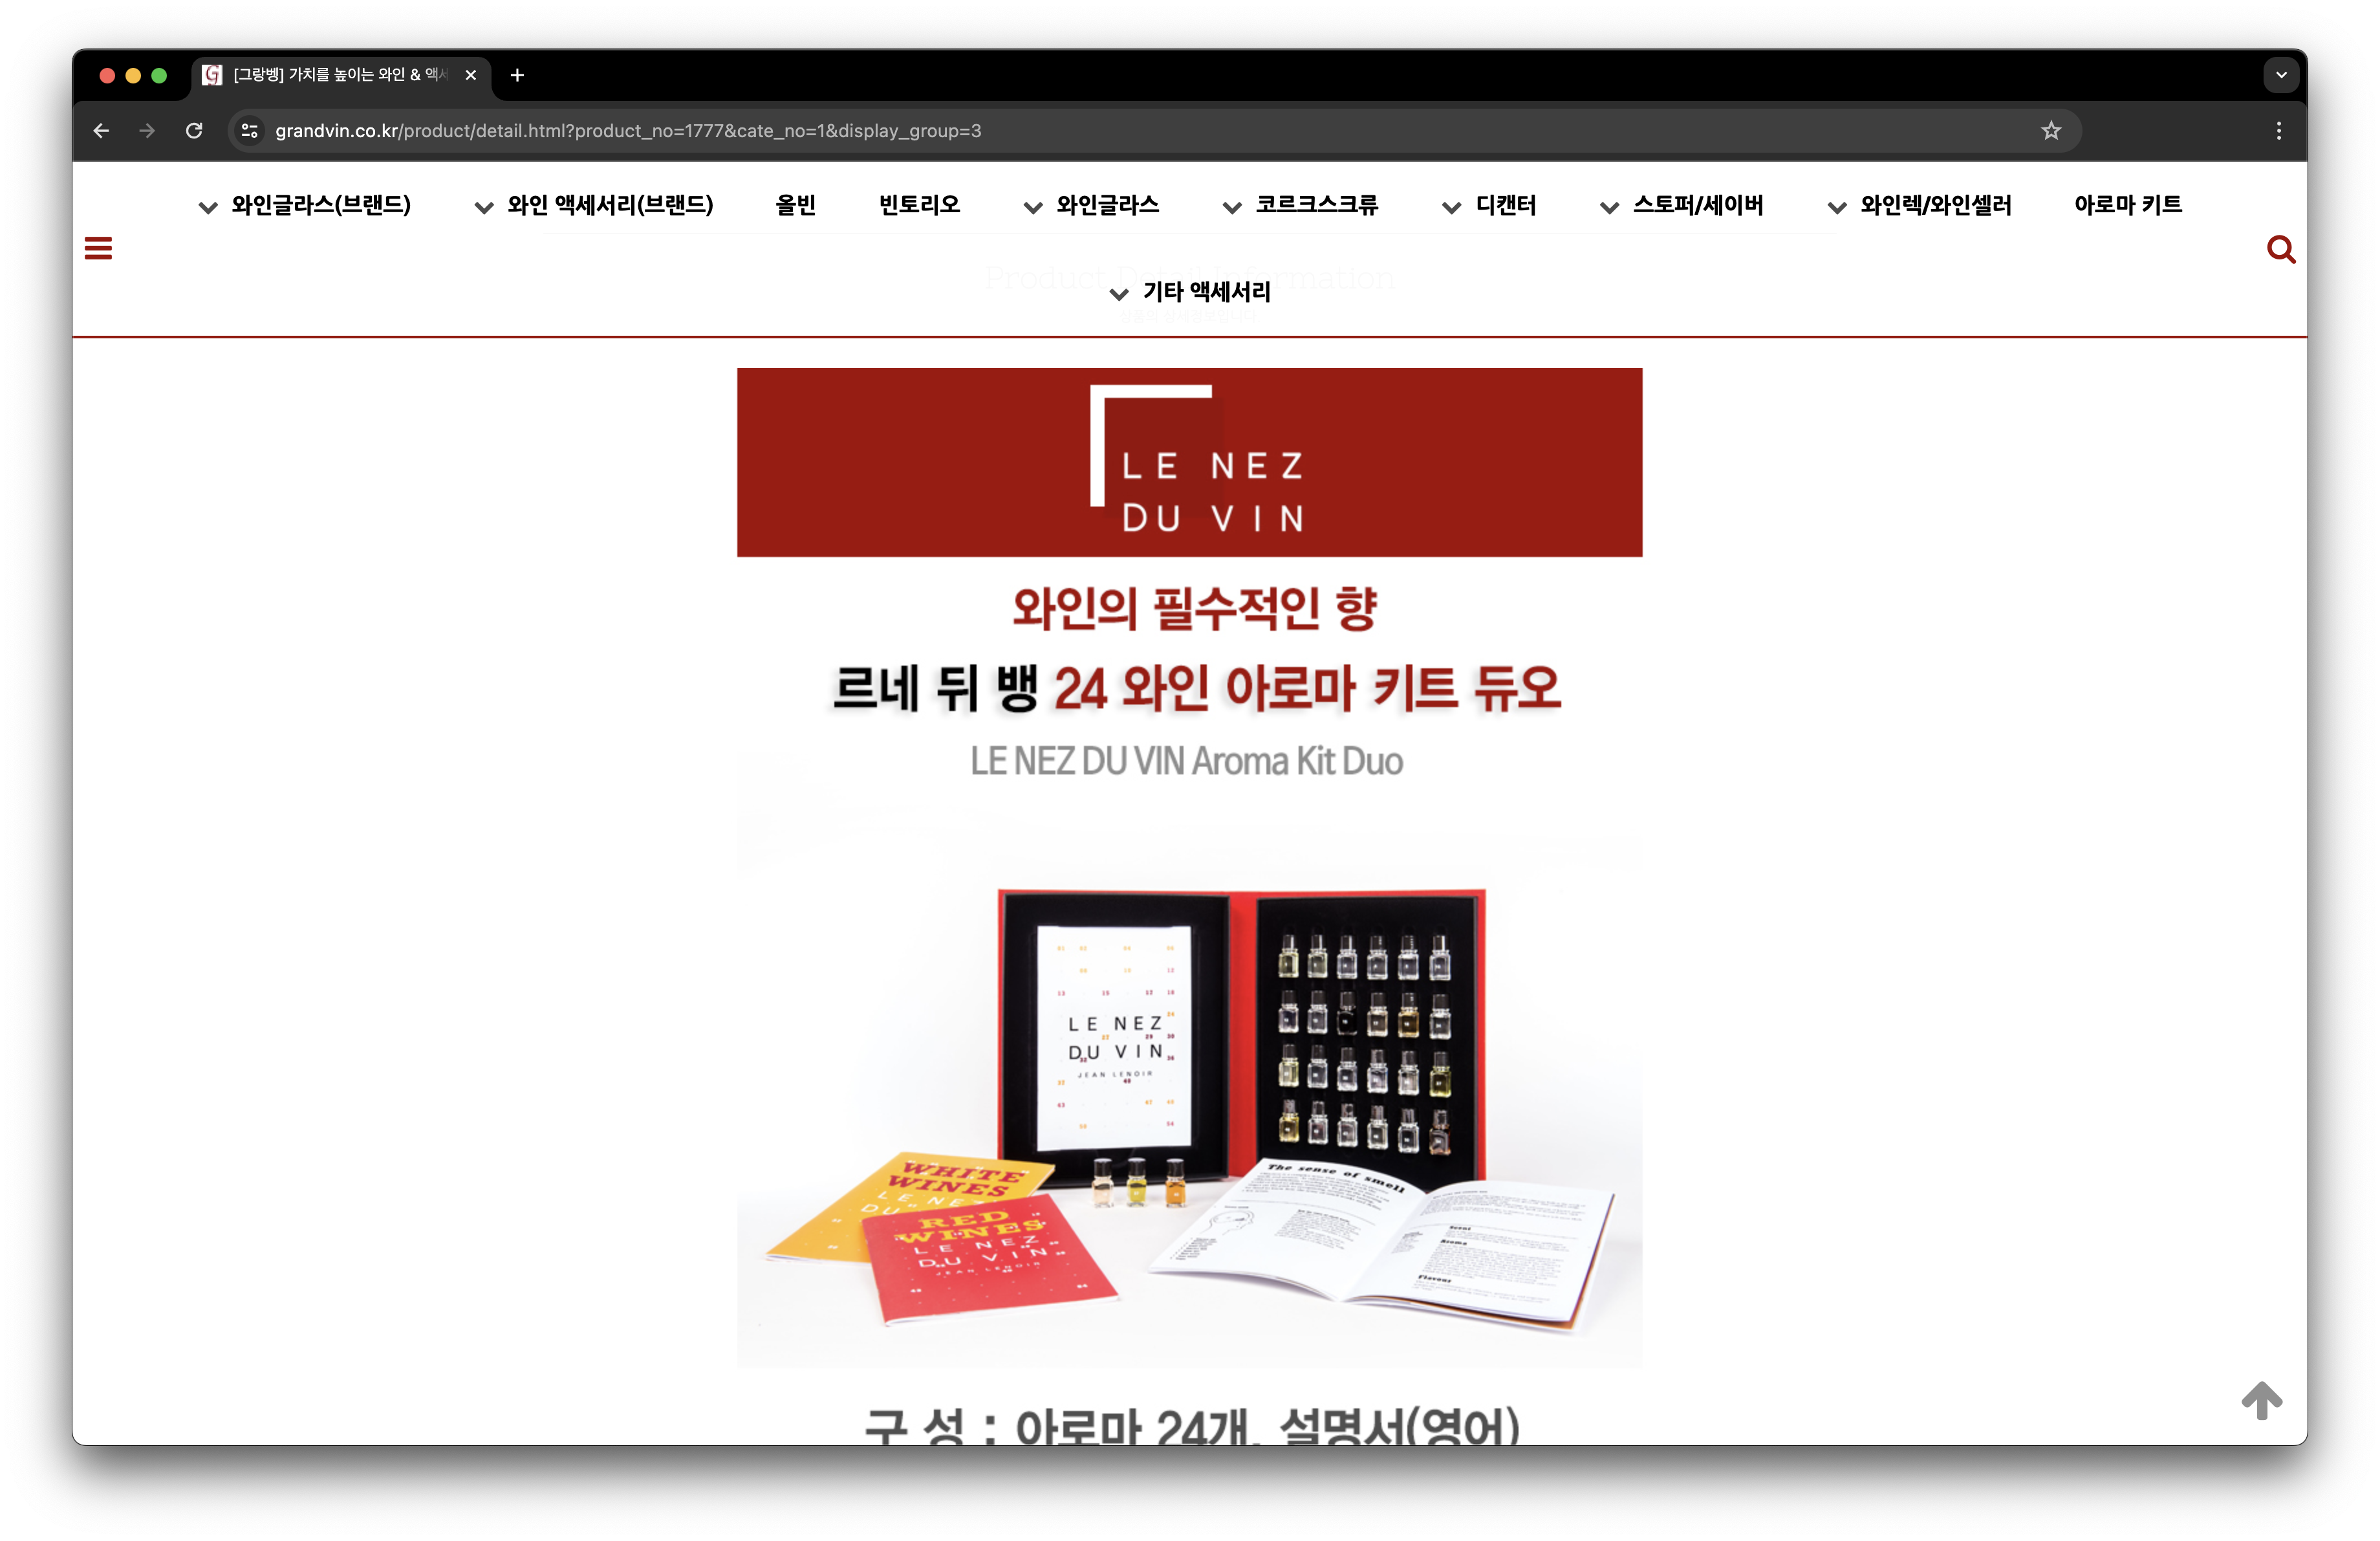 [그랑벵] 가치를 높이는 와인 & 액세
grandvin.co.kr/product/detail.html?product_no=1777&cate_no=1&display_group=3
와인글라스(브랜드) 와인 액세서리(브랜드) 올빈 빈토리오 와인글라스 코르크스크류 디캔터 스토퍼/세이버 와인렉/와인셀러 아로마 키트
Product Detail Information
기타 액세서리
LE NEZ
DU VIN
와인의 필수적인 향
르네 뒤 뱅 24 와인 아로마 키트 듀오
LE NEZ DU VIN Aroma Kit Duo
LE NEZ
DU VIN
JEAN LENOIR
WHITE
WINES
LE NEZ
DU
RED
WINES
LE NEZ
DU VIN
JEAN LENOIR
The sense of smell
Scent
Aroma
Flavour
구 성 : 아로마 24개, 설명서(영어)